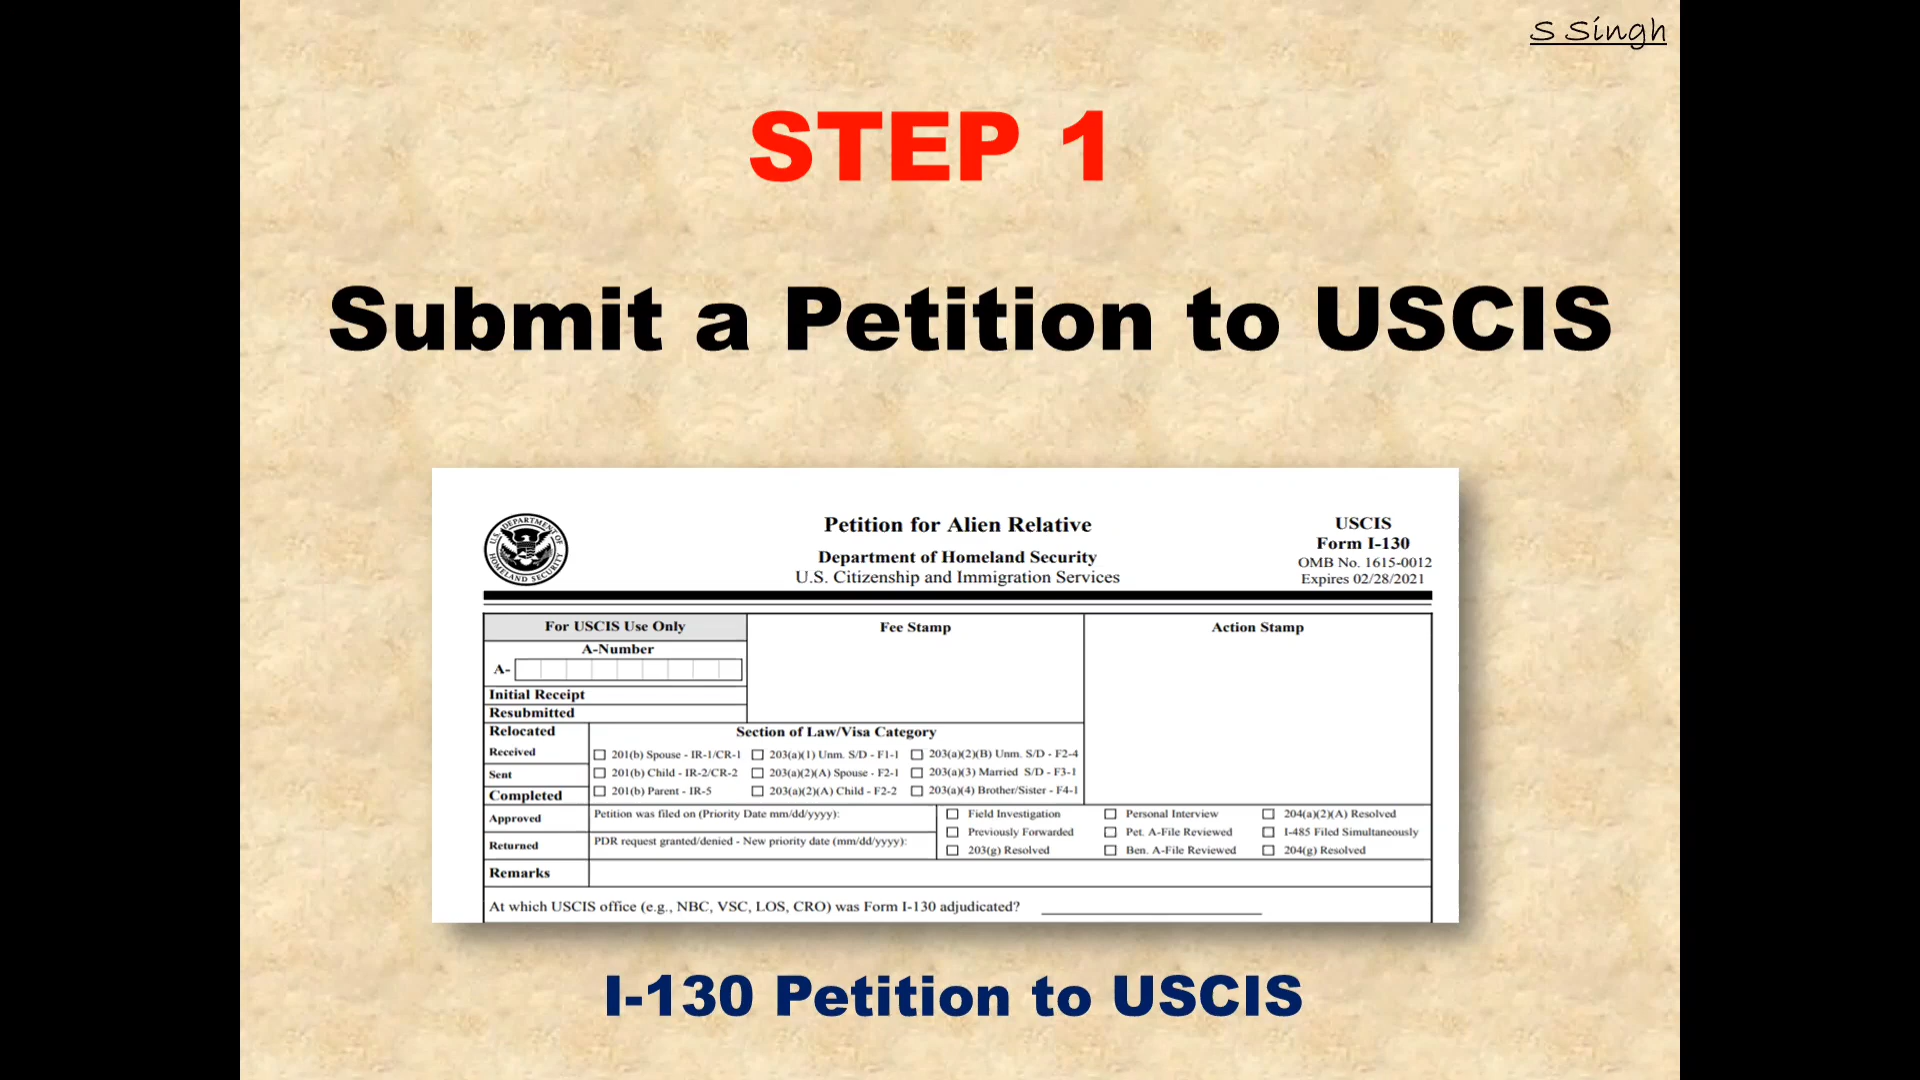 S Singh
STEP 1
Submit a Petition to USCIS
U.S. DEPARTMENT OF HOMELAND SECURITY
Petition for Alien Relative
Department of Homeland Security
U.S. Citizenship and Immigration Services
USCIS
Form I-130
OMB No. 1615-0012
Expires 02/28/2021
For USCIS Use Only
A-Number
A-
Initial Receipt
Resubmitted
Fee Stamp
Action Stamp
Relocated
Received
Sent
Completed
Approved
Returned
Remarks
Section of Law/Visa Category
201(b) Spouse - IR-1/CR-1 203(a)(1) Unm. S/D - F1-1 203(a)(2)(B) Unm. S/D - F2-4
201(b) Child - IR-2/CR-2 203(a)(2)(A) Spouse - F2-1 203(a)(3) Married S/D - F3-1
201(b) Parent - IR-5 203(a)(2)(A) Child - F2-2 203(a)(4) Brother/Sister - F4-1
Petition was filed on (Priority Date mm/dd/yyyy):
PDR request granted/denied - New priority date (mm/dd/yyyy):
Field Investigation Personal Interview 204(a)(2)(A) Resolved
Previously Forwarded Pet. A-File Reviewed I-485 Filed Simultaneously
203(g) Resolved Ben. A-File Reviewed 204(g) Resolved
At which USCIS office (e.g., NBC, VSC, LOS, CRO) was Form I-130 adjudicated?
I-130 Petition to USCIS